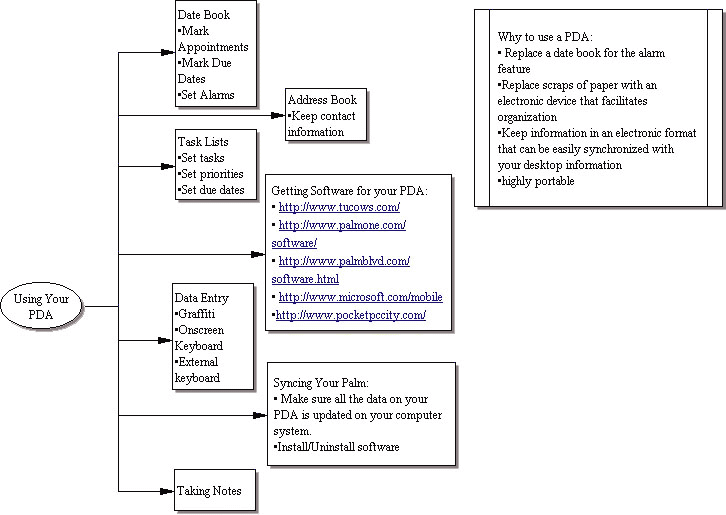 Date Book
•Mark
Appointments
•Mark Due
Dates
•Set Alarms
Address Book
•Keep contact
information
Task Lists
•Set tasks
•Set priorities
•Set due dates
Getting Software for your PDA:
• http://www.tucows.com/
• http://www.palmone.com/
software/
• http://www.palmblvd.com/
software.html
• http://www.microsoft.com/mobile
•http://www.pocketpccity.com/
Using Your
PDA
Data Entry
•Graffiti
•Onscreen
Keyboard
•External
keyboard
Syncing Your Palm:
• Make sure all the data on your
PDA is updated on your computer
system.
•Install/Uninstall software
Taking Notes
Why to use a PDA:
• Replace a date book for the alarm
feature
•Replace scraps of paper with an
electronic device that facilitates
organization
•Keep information in an electronic format
that can be easily synchronized with
your desktop information
•highly portable